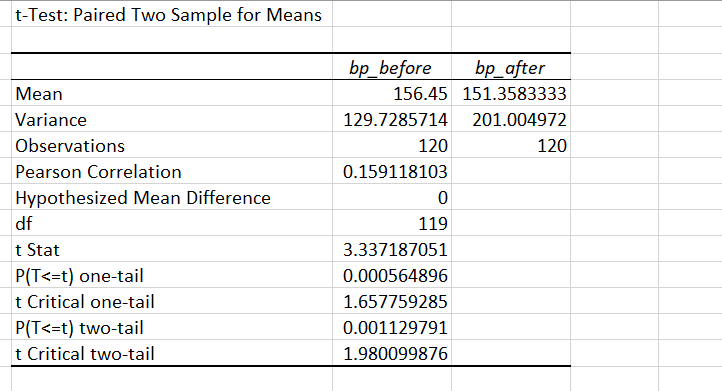 t-Test: Paired Two Sample for Means
bp_before bp_after
Mean 156.45 151.3583333
Variance 129.7285714 201.004972
Observations 120 120
Pearson Correlation 0.159118103
Hypothesized Mean Difference 0
df 119
t Stat 3.337187051
P(T<=t) one-tail 0.000564896
t Critical one-tail 1.657759285
P(T<=t) two-tail 0.001129791
t Critical two-tail 1.980099876